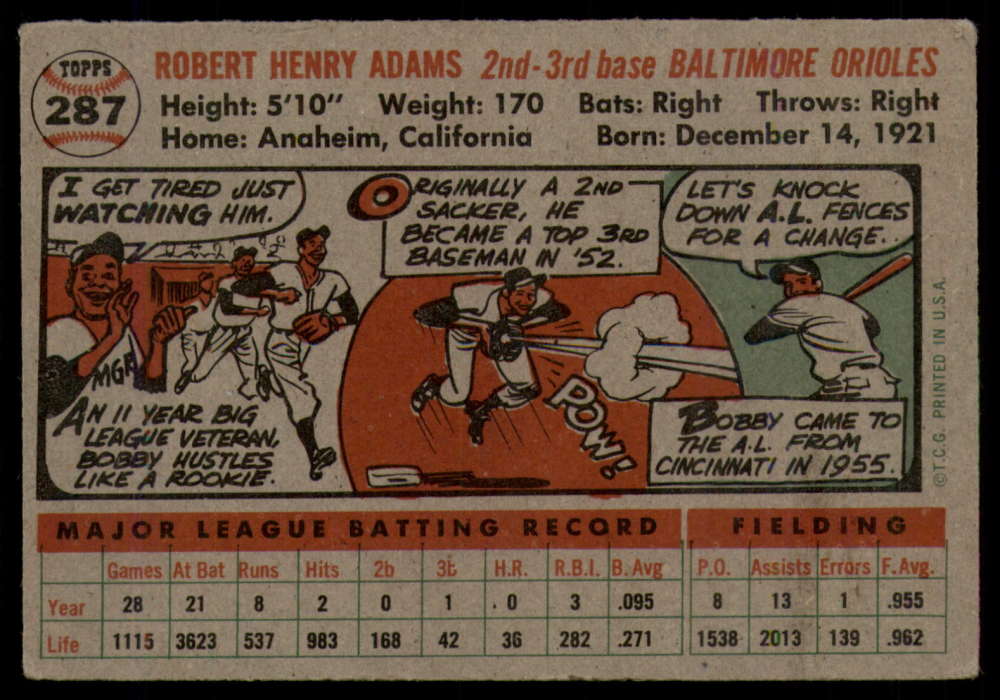 TOPPS
287
ROBERT HENRY ADAMS 2nd-3rd base BALTIMORE ORIOLES
Height: 5'10" Weight: 170 Bats: Right Throws: Right
Home: Anaheim, California Born: December 14, 1921
I GET TIRED JUST
WATCHING HIM.
MGR
AN 11 YEAR BIG
LEAGUE VETERAN,
BOBBY HUSTLES
LIKE A ROOKIE.
ORIGINALLY A 2ND
SACKER, HE
BECAME A TOP 3RD
BASEMAN IN '52.
POW!
LET'S KNOCK
DOWN A.L. FENCES
FOR A CHANGE..
BOBBY CAME TO
THE A.L. FROM
CINCINNATI IN 1955.
© T.C.G. PRINTED IN U.S.A.
MAJOR LEAGUE BATTING RECORD FIELDING
Games At Bat Runs Hits 2b 3b H.R. R.B.I. B. Avg P.O. Assists Errors F. Avg.
Year 28 21 8 2 0 1 0 3 .095 8 13 1 .955
Life 1115 3623 537 983 168 42 36 282 .271 1538 2013 139 .962